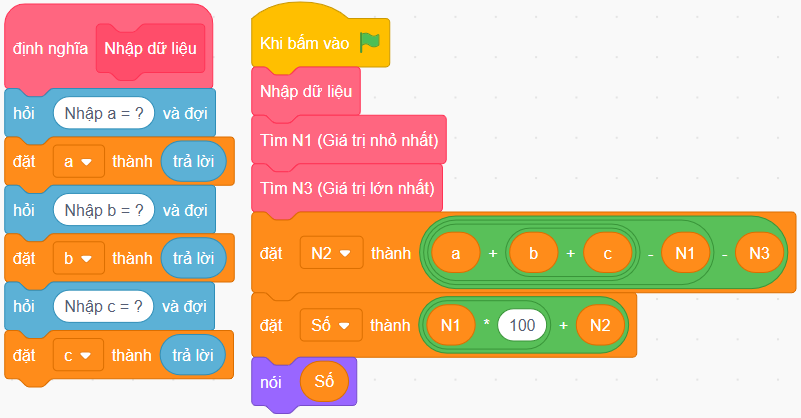 định nghĩa Nhập dữ liệu
hỏi Nhập a = ? và đợi
đặt a thành trả lời
hỏi Nhập b = ? và đợi
đặt b thành trả lời
hỏi Nhập c = ? và đợi
đặt c thành trả lời
Khi bấm vào
Nhập dữ liệu
Tìm N1 (Giá trị nhỏ nhất)
Tìm N3 (Giá trị lớn nhất)
đặt N2 thành a + b + c - N1 - N3
đặt Số thành N1 * 100 + N2
nói Số